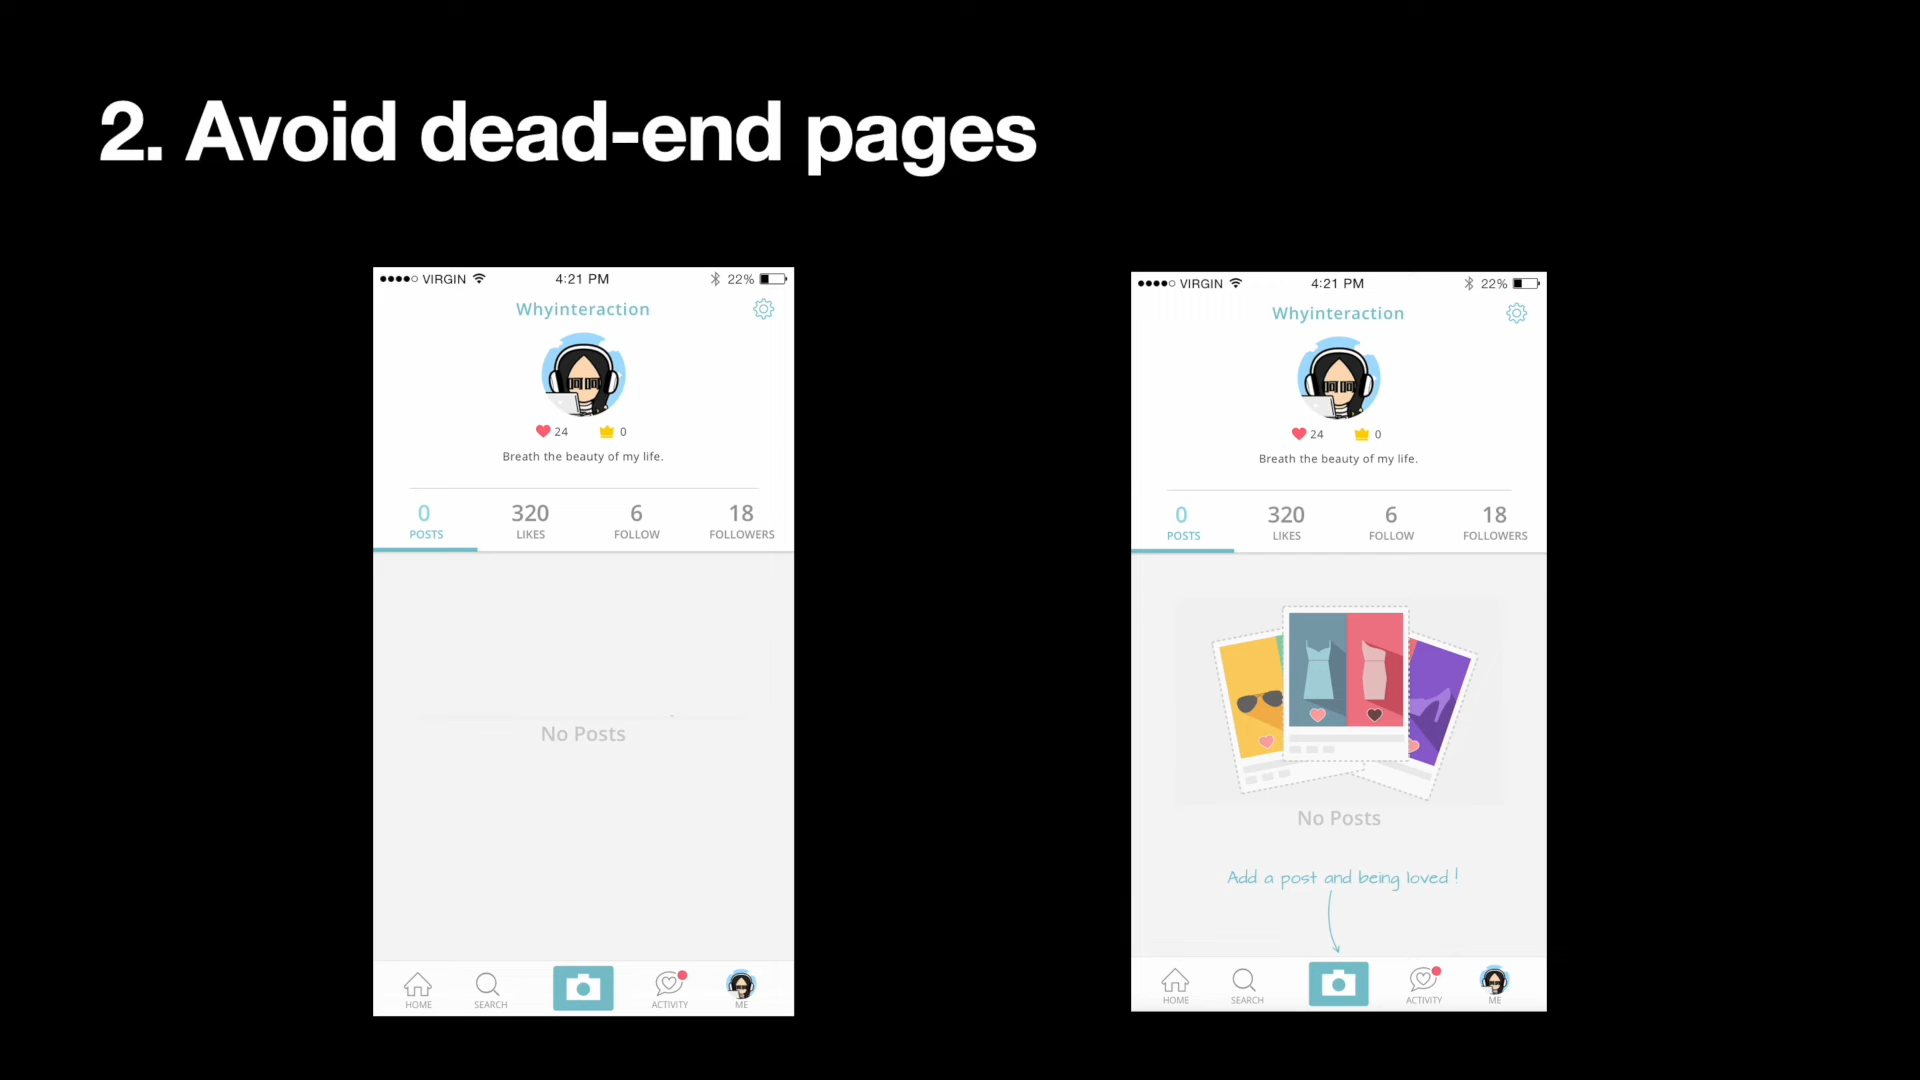 2. Avoid dead-end pages
VIRGIN 4:21 PM 22%
Whyinteraction
24 0
Breath the beauty of my life.
0 320 6 18
POSTS LIKES FOLLOW FOLLOWERS
No Posts
HOME SEARCH ACTIVITY ME
VIRGIN 4:21 PM 22%
Whyinteraction
24 0
Breath the beauty of my life.
0 320 6 18
POSTS LIKES FOLLOW FOLLOWERS
No Posts
Add a post and being loved !
HOME SEARCH ACTIVITY ME